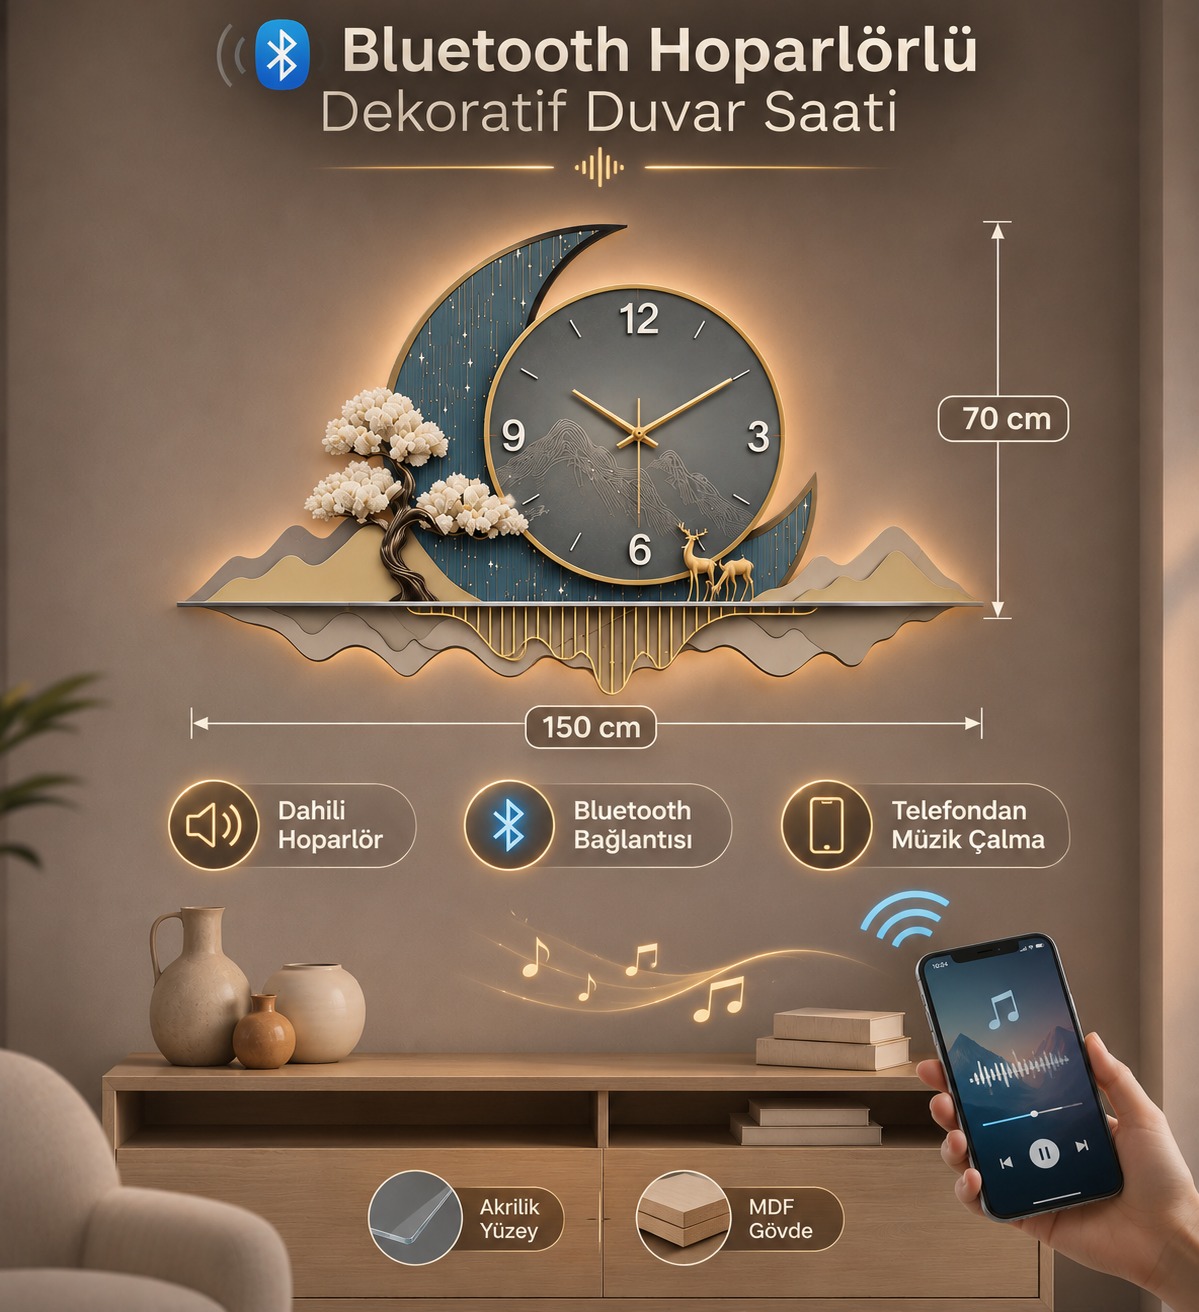 Bluetooth Hoparlörlü
Dekoratif Duvar Saati
12
9
3
6
70 cm
150 cm
Dahili
Hoparlör
Bluetooth
Bağlantısı
Telefondan
Müzik Çalma
10:24
Akrilik
Yüzey
MDF
Gövde